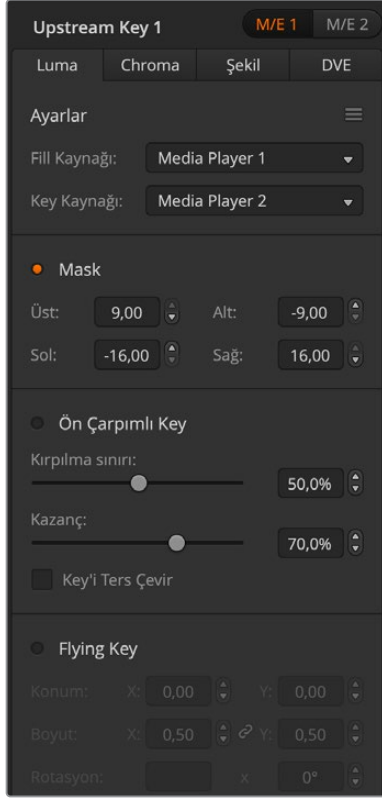 Upstream Key 1 M/E 1 M/E 2
Luma Chroma Şekil DVE
Ayarlar
Fill Kaynağı: Media Player 1
Key Kaynağı: Media Player 2
Mask
Üst: 9,00 Alt: -9,00
Sol: -16,00 Sağ: 16,00
Ön Çarpımlı Key
Kırpılma sınırı:
50,0%
Kazanç:
70,0%
Key'i Ters Çevir
Flying Key
Konum: X: 0,00 Y: 0,00
Boyut: X: 0,50 Y: 0,50
Rotasyon: x 0°